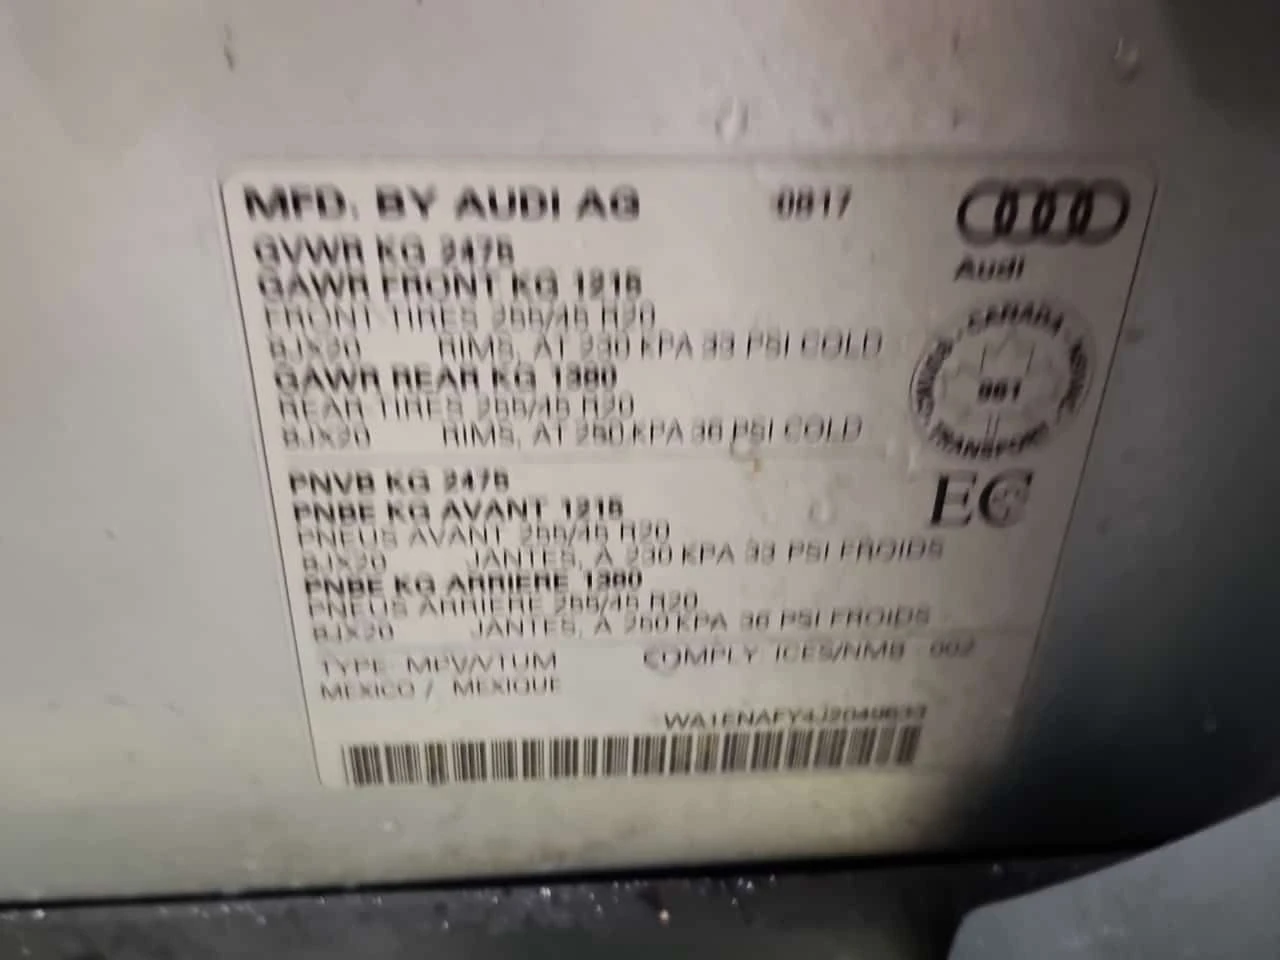 MFD. BY AUDI AG 0817
GVWR KG 2475
GAWR FRONT KG 1215
FRONT TIRES 255/45 R20
8JX20 RIMS, AT 230 KPA 33 PSI COLD
GAWR REAR KG 1380
REAR TIRES 255/45 R20
8JX20 RIMS, AT 250 KPA 36 PSI COLD
Audi
CANADA
TRANSPORT
961
PNVB KG 2475
PNBE KG AVANT 1215
PNEUS AVANT 255/45 R20
8JX20 JANTES, A 230 KPA 33 PSI FROIDS
PNBE KG ARRIERE 1380
PNEUS ARRIERE 255/45 R20
8JX20 JANTES, A 250 KPA 36 PSI FROIDS
EC
TYPE: MPV/VTUM COMPLY. ICES/NMB - 002
MEXICO / MEXIQUE